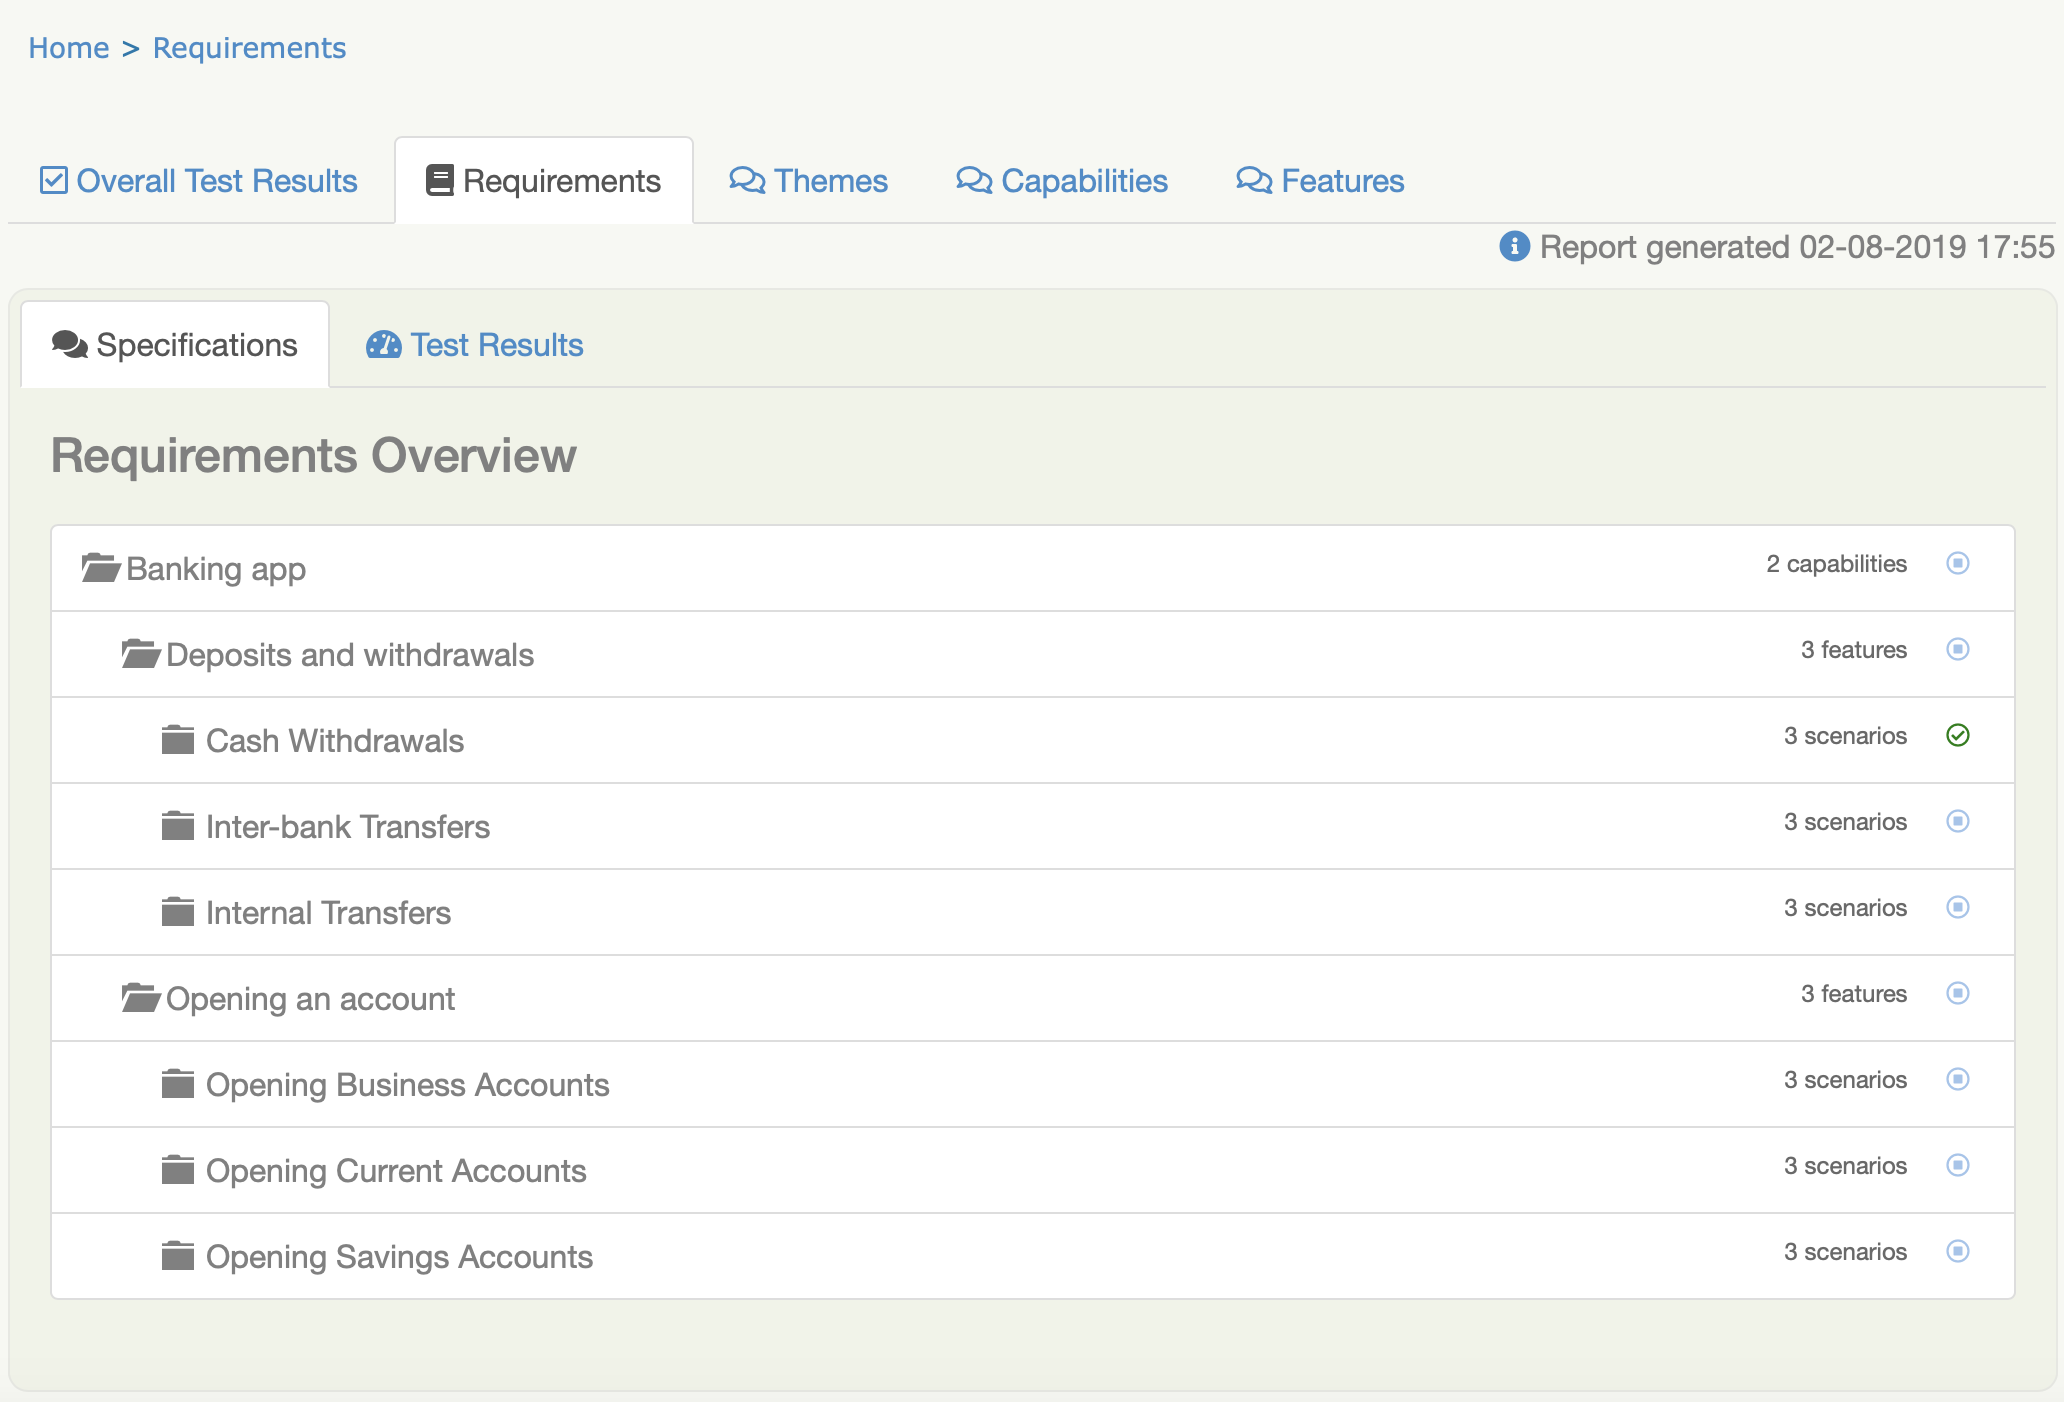 Home > Requirements
Overall Test Results Requirements Themes Capabilities Features
Report generated 02-08-2019 17:55
Specifications Test Results
Requirements Overview
Banking app 2 capabilities
Deposits and withdrawals 3 features
Cash Withdrawals 3 scenarios
Inter-bank Transfers 3 scenarios
Internal Transfers 3 scenarios
Opening an account 3 features
Opening Business Accounts 3 scenarios
Opening Current Accounts 3 scenarios
Opening Savings Accounts 3 scenarios